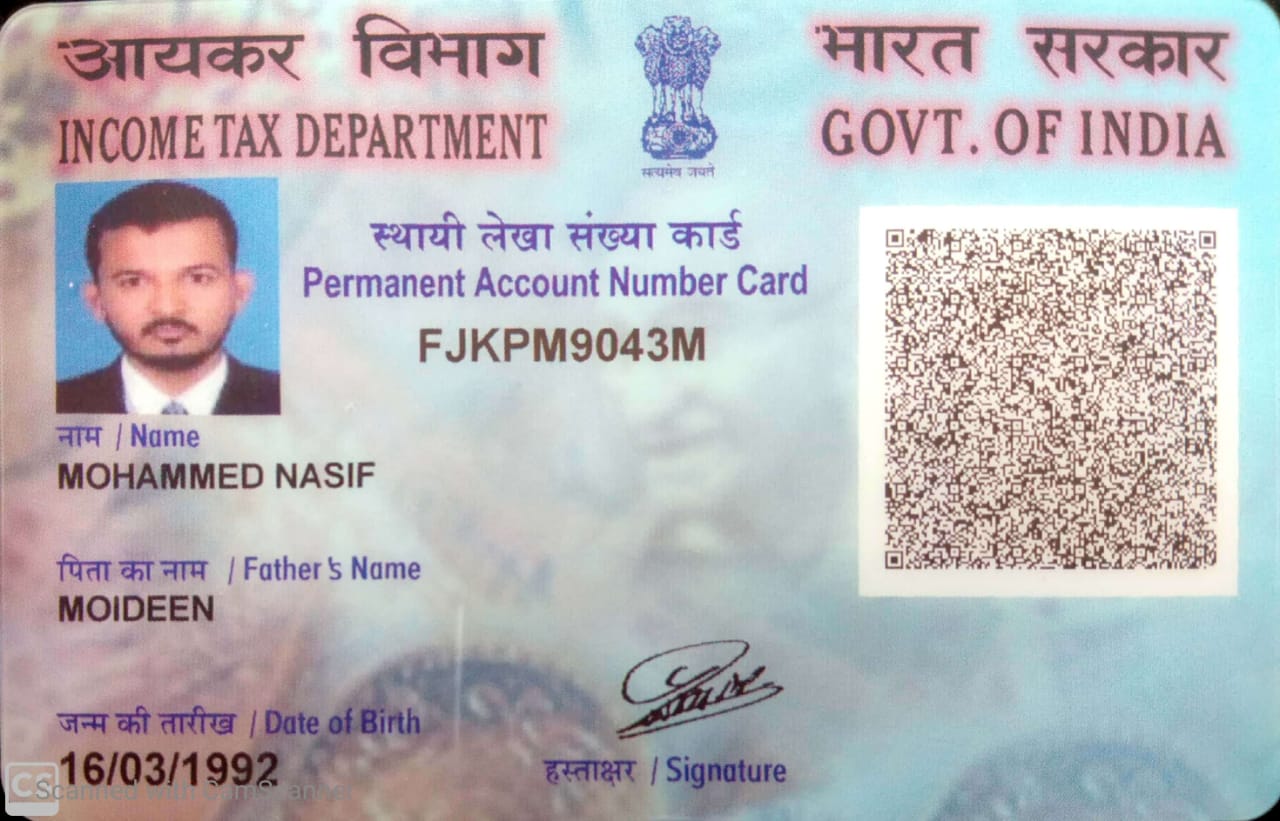 आयकर विभाग
INCOME TAX DEPARTMENT
भारत सरकार
GOVT. OF INDIA
सत्यमेव जयते
स्थायी लेखा संख्या कार्ड
Permanent Account Number Card
FJKPM9043M
नाम / Name
MOHAMMED NASIF
पिता का नाम / Father's Name
MOIDEEN
जन्म की तारीख / Date of Birth
16/03/1992
हस्ताक्षर / Signature
CS Scanned with CamScanner